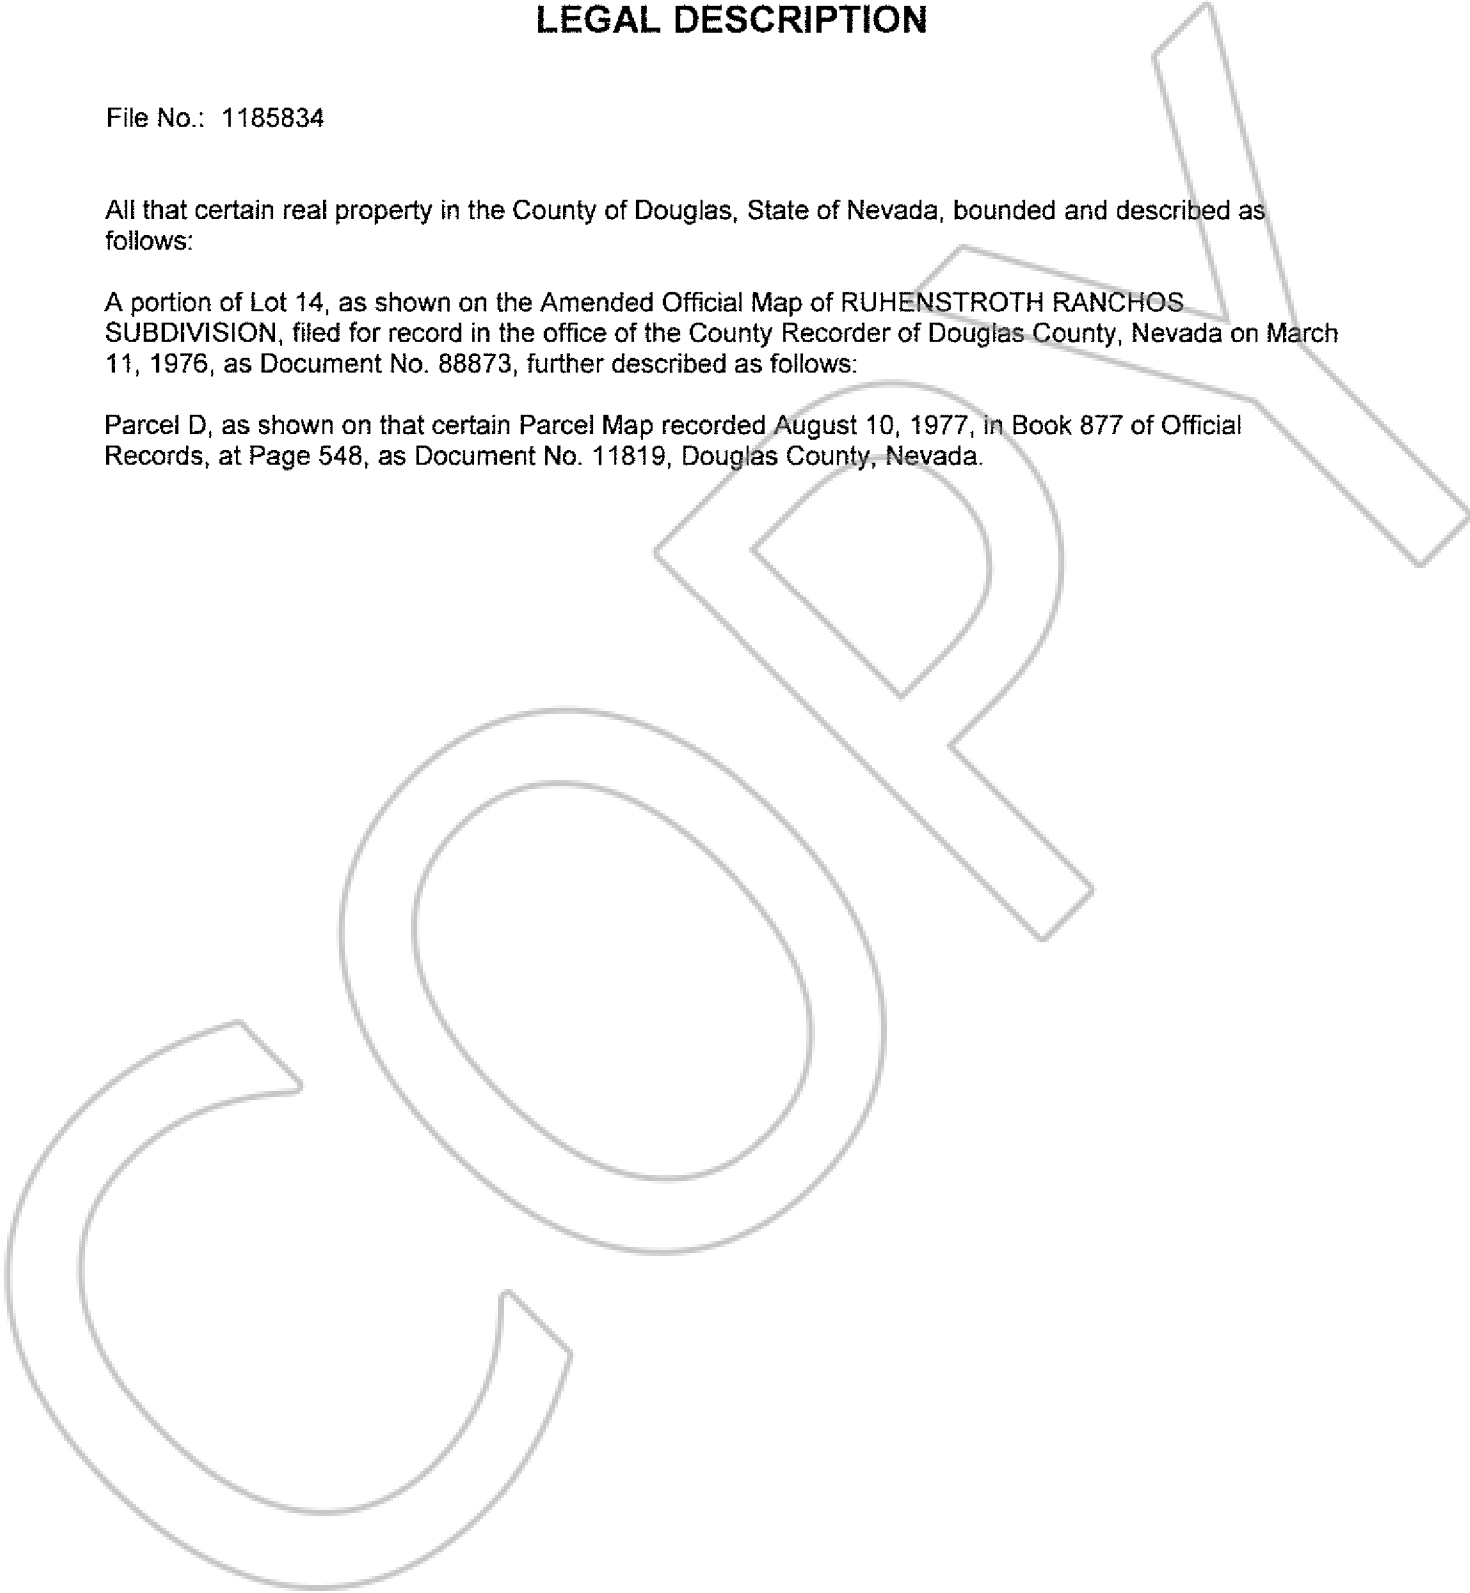 LEGAL DESCRIPTION
File No.: 1185834
All that certain real property in the County of Douglas, State of Nevada, bounded and described as
follows:
A portion of Lot 14, as shown on the Amended Official Map of RUHENSTROTH RANCHOS
SUBDIVISION, filed for record in the office of the County Recorder of Douglas County, Nevada on March
11, 1976, as Document No. 88873, further described as follows:
Parcel D, as shown on that certain Parcel Map recorded August 10, 1977, in Book 877 of Official
Records, at Page 548, as Document No. 11819, Douglas County, Nevada.
COPY